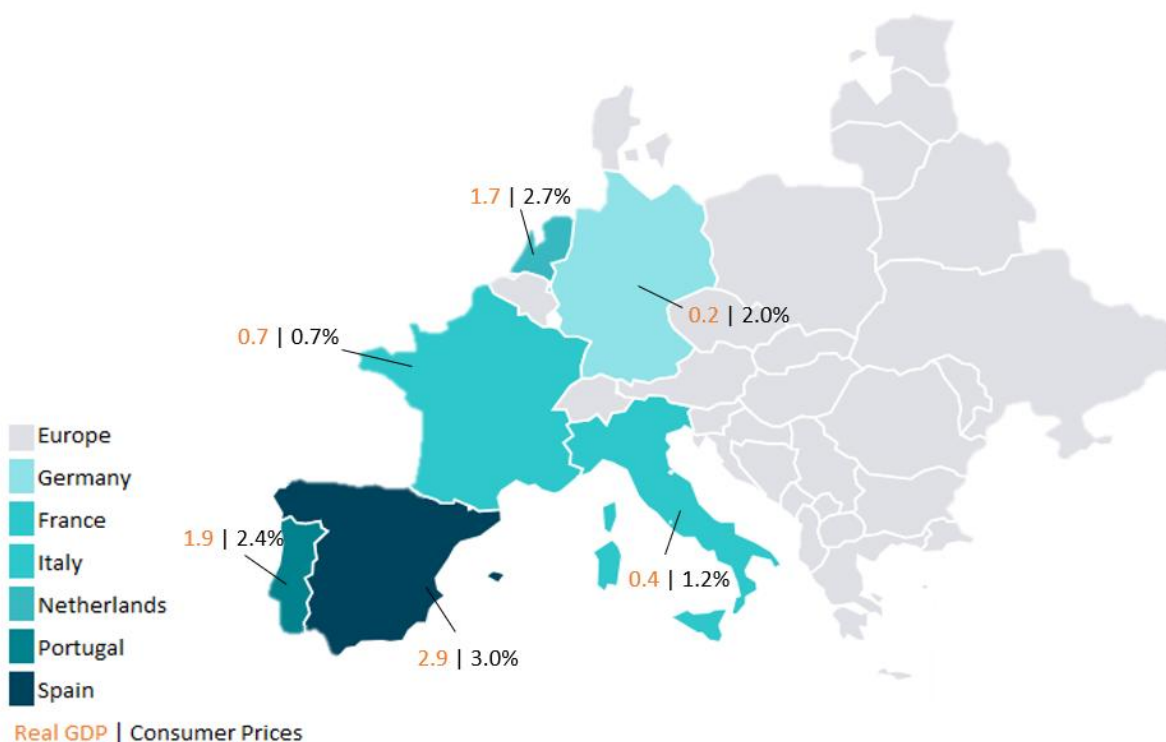 1.7 | 2.7%
0.2 | 2.0%
0.7 | 0.7%
Europe
Germany
France
1.9 | 2.4%
Italy
0.4 | 1.2%
Netherlands
Portugal
2.9 | 3.0%
Spain
Real GDP | Consumer Prices